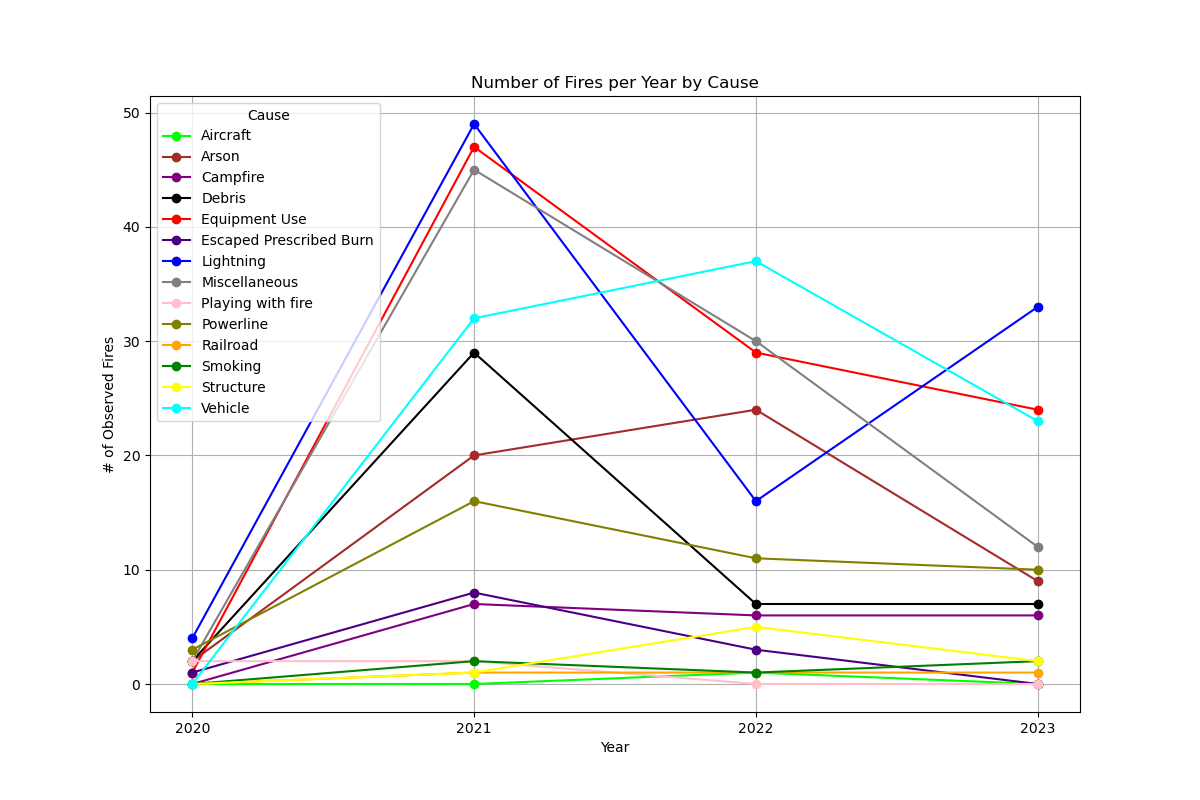 Number of Fires per Year by Cause
50
40
30
20
10
0
# of Observed Fires
Cause
Aircraft
Arson
Campfire
Debris
Equipment Use
Escaped Prescribed Burn
Lightning
Miscellaneous
Playing with fire
Powerline
Railroad
Smoking
Structure
Vehicle
2020 2021 2022 2023
Year